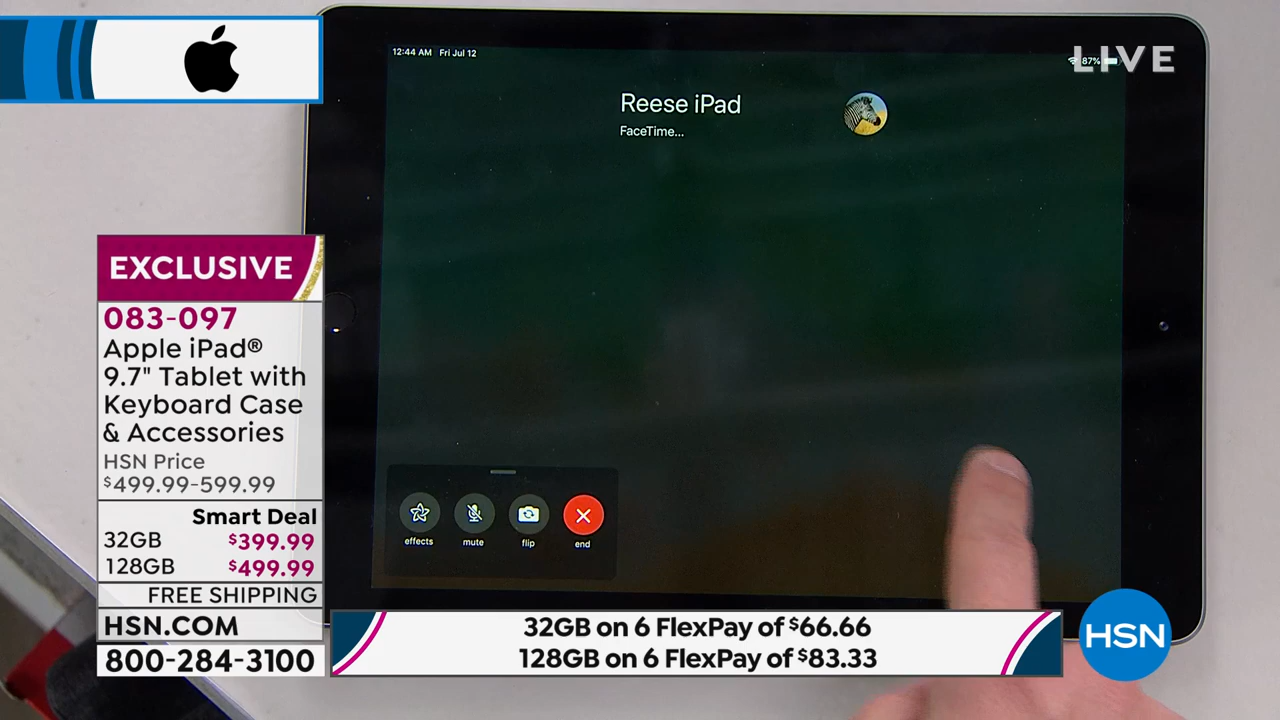 12:44 AM Fri Jul 12
87%
LIVE
Reese iPad
FaceTime...
EXCLUSIVE
083-097
Apple iPad®
9.7" Tablet with
Keyboard Case
& Accessories
HSN Price
$499.99-599.99
Smart Deal
32GB $399.99
128GB $499.99
FREE SHIPPING
HSN.COM
800-284-3100
effects mute flip end
32GB on 6 FlexPay of $66.66
128GB on 6 FlexPay of $83.33
HSN